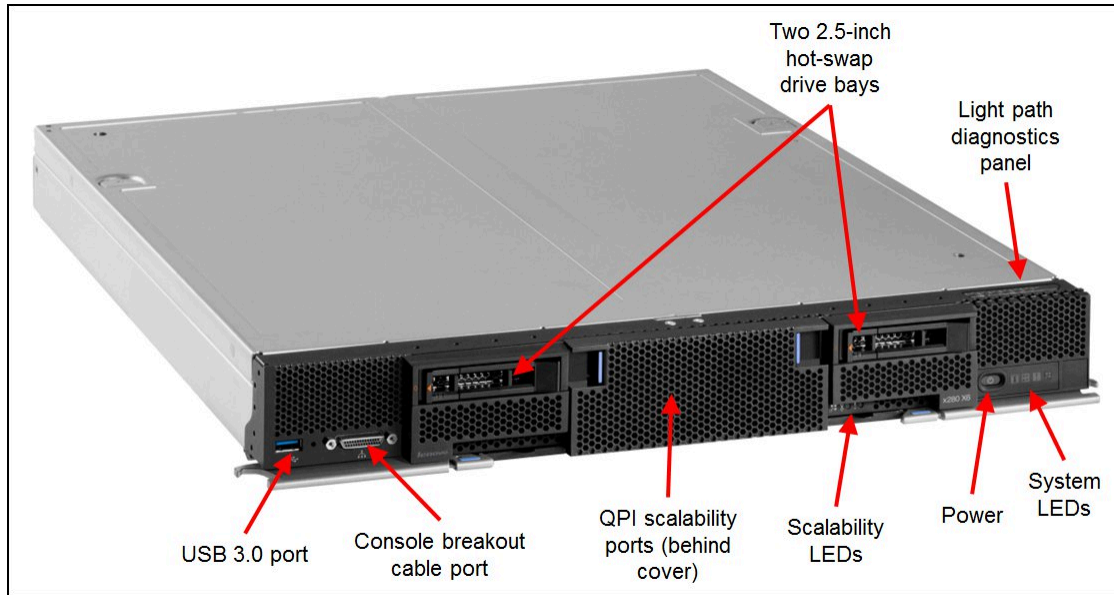 Two 2.5-inch
hot-swap
drive bays
Light path
diagnostics
panel
x280 X6
USB 3.0 port
Console breakout
cable port
QPI scalability
ports (behind
cover)
Scalability
LEDs
Power
System
LEDs